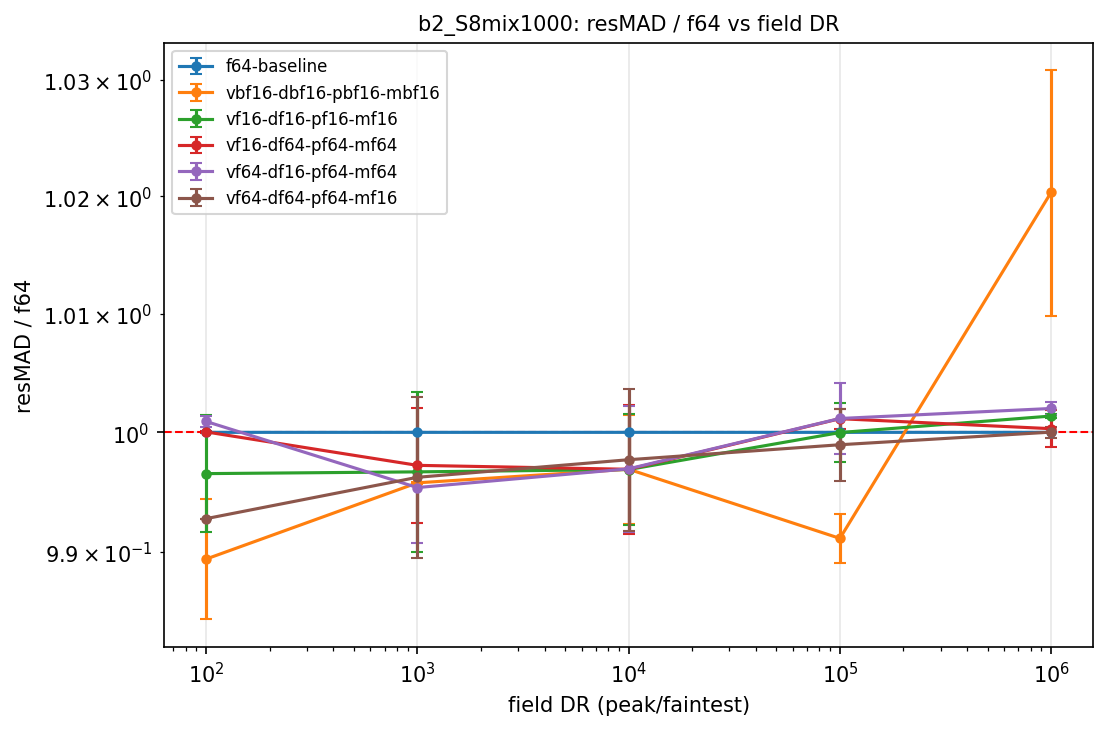 b2_S8mix1000: resMAD / f64 vs field DR
f64-baseline
vbf16-dbf16-pbf16-mbf16
vf16-df16-pf16-mf16
vf16-df64-pf64-mf64
vf64-df16-pf64-mf64
vf64-df64-pf64-mf16
resMAD / f64
1.03 × 10⁰
1.02 × 10⁰
1.01 × 10⁰
10⁰
9.9 × 10⁻¹
10²
10³
10⁴
10⁵
10⁶
field DR (peak/faintest)